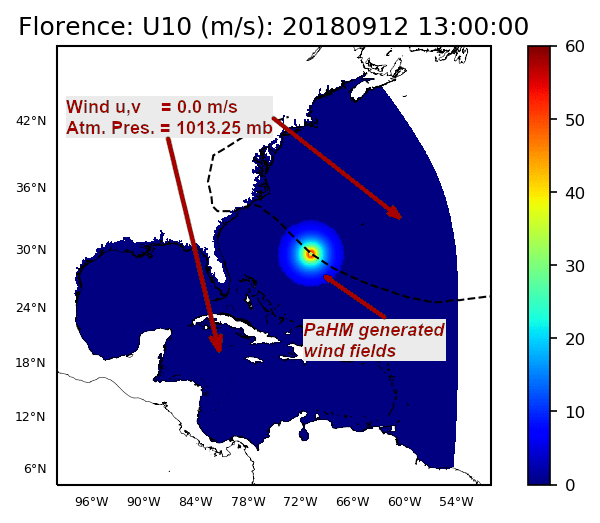 Florence: U10 (m/s): 20180912 13:00:00
Wind u,v = 0.0 m/s
Atm. Pres. = 1013.25 mb
PaHM generated
wind fields
42°N
36°N
30°N
24°N
18°N
12°N
6°N
96°W 90°W 84°W 78°W 72°W 66°W 60°W 54°W
60
50
40
30
20
10
0